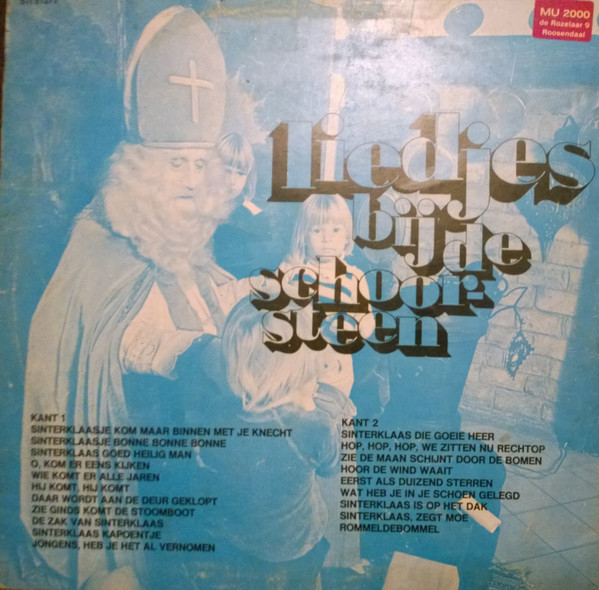 MU 2000
de Rozelaar 9
Roosendaal
Liedjes
bij de
schoor-
steen
KANT 1
SINTERKLAASJE KOM MAAR BINNEN MET JE KNECHT
SINTERKLAASJE BONNE BONNE BONNE
SINTERKLAAS GOED HEILIG MAN
O, KOM ER EENS KIJKEN
WIE KOMT ER ALLE JAREN
HIJ KOMT, HIJ KOMT
DAAR WORDT AAN DE DEUR GEKLOPT
ZIE GINDS KOMT DE STOOMBOOT
DE ZAK VAN SINTERKLAAS
SINTERKLAAS KAPOENTJE
JONGENS, HEB JE HET AL VERNOMEN
KANT 2
SINTERKLAAS DIE GOEIE HEER
HOP, HOP, HOP, WE ZITTEN NU RECHTOP
ZIE DE MAAN SCHIJNT DOOR DE BOMEN
HOOR DE WIND WAAIT
EERST ALS DUIZEND STERREN
WAT HEB JE IN JE SCHOEN GELEGD
SINTERKLAAS IS OP HET DAK
SINTERKLAAS, ZEGT MOE
ROMMELDEBOMMEL